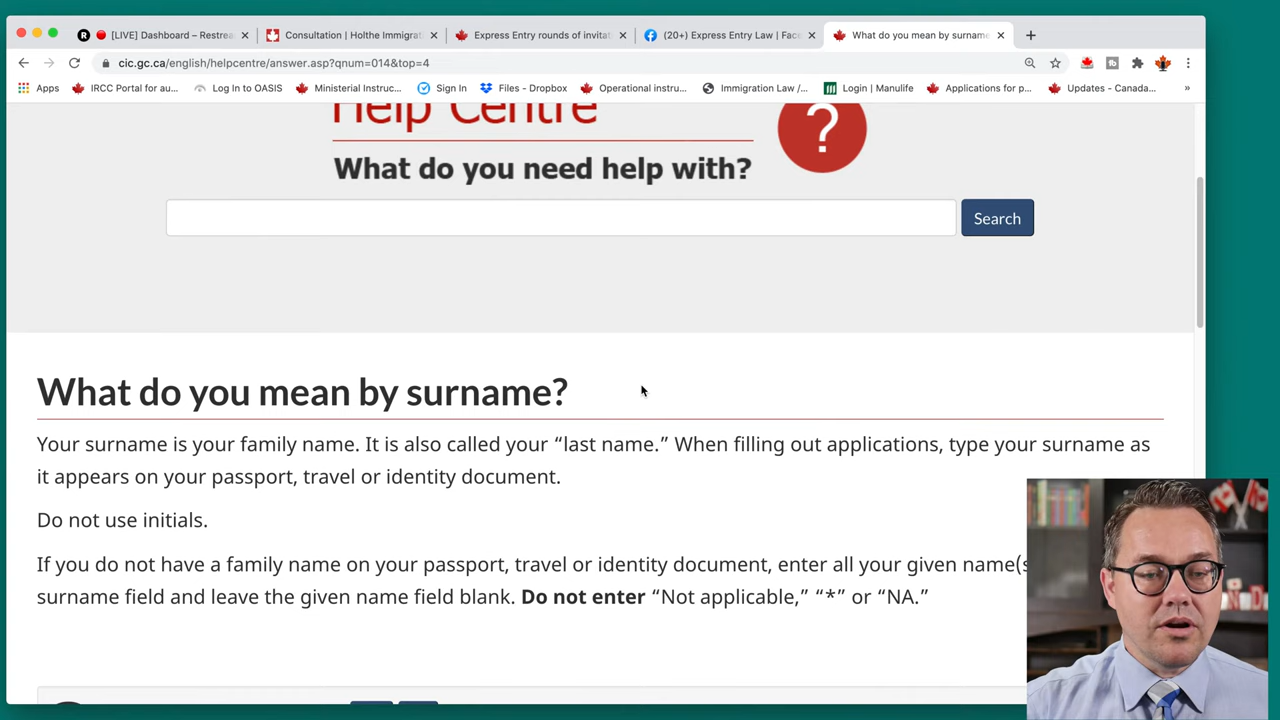 [LIVE] Dashboard – Restrea
Consultation | Holthe Immigrati
Express Entry rounds of invitat
(20+) Express Entry Law | Face
What do you mean by surname
cic.gc.ca/english/helpcentre/answer.asp?qnum=014&top=4
Apps
IRCC Portal for au...
Log In to OASIS
Ministerial Instruc...
Sign In
Files - Dropbox
Operational instru...
Immigration Law /...
Login | Manulife
Applications for p...
Updates - Canada...
»
Help Centre
?
What do you need help with?
Search
What do you mean by surname?
Your surname is your family name. It is also called your “last name.” When filling out applications, type your surname as
it appears on your passport, travel or identity document.
Do not use initials.
If you do not have a family name on your passport, travel or identity document, enter all your given name(s
surname field and leave the given name field blank. Do not enter “Not applicable,” “*” or “NA.”